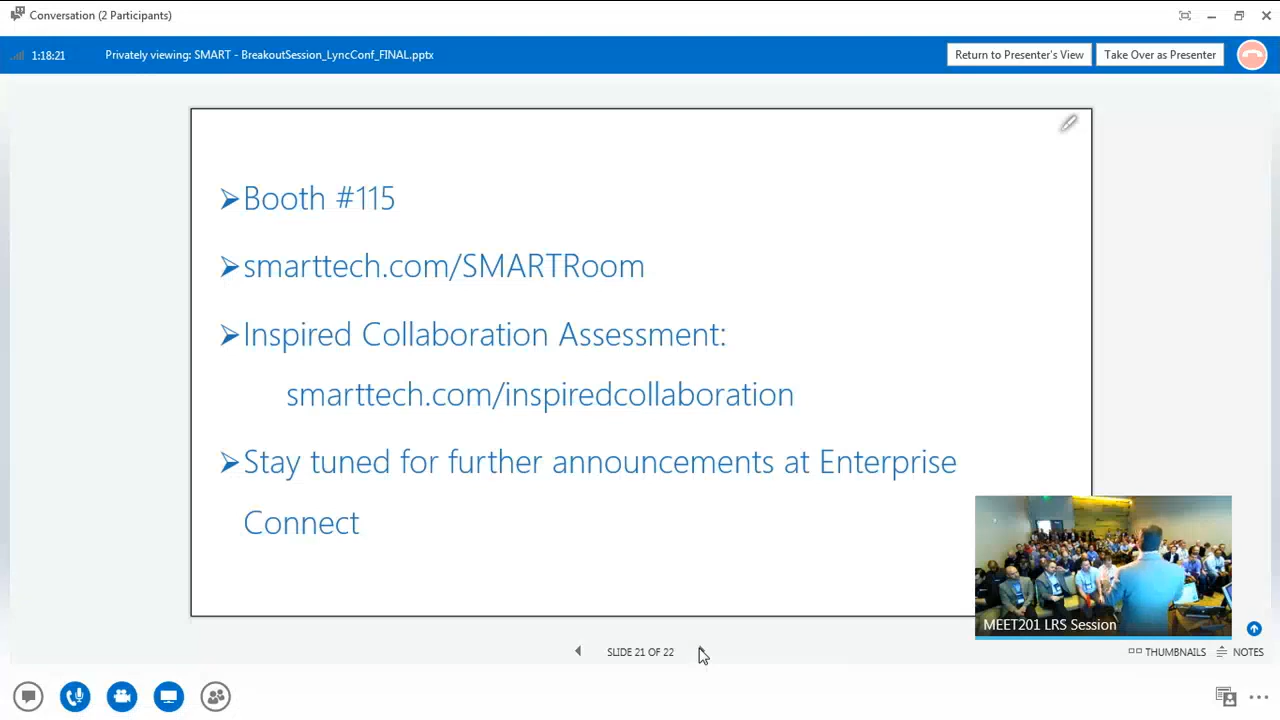 Conversation (2 Participants)
1:18:21
Privately viewing: SMART - BreakoutSession_LyncConf_FINAL.pptx
Return to Presenter's View
Take Over as Presenter
➢Booth #115
➢smarttech.com/SMARTRoom
➢Inspired Collaboration Assessment:
smarttech.com/inspiredcollaboration
➢Stay tuned for further announcements at Enterprise
Connect
MEET201 LRS Session
SLIDE 21 OF 22
THUMBNAILS
NOTES